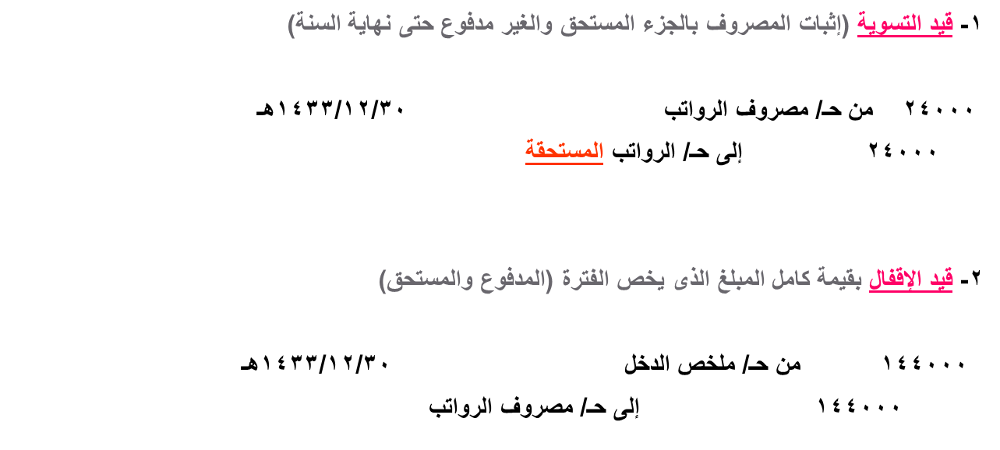 ١- قيد التسوية (إثبات المصروف بالجزء المستحق والغير مدفوع حتى نهاية السنة)
٢٤٠٠٠ من حـ/ مصروف الرواتب ١٤٣٣/١٢/٣٠هـ
٢٤٠٠٠ إلى حـ/ الرواتب المستحقة
٢- قيد الإقفال بقيمة كامل المبلغ الذى يخص الفترة (المدفوع والمستحق)
١٤٤٠٠٠ من حـ/ ملخص الدخل ١٤٣٣/١٢/٣٠هـ
١٤٤٠٠٠ إلى حـ/ مصروف الرواتب